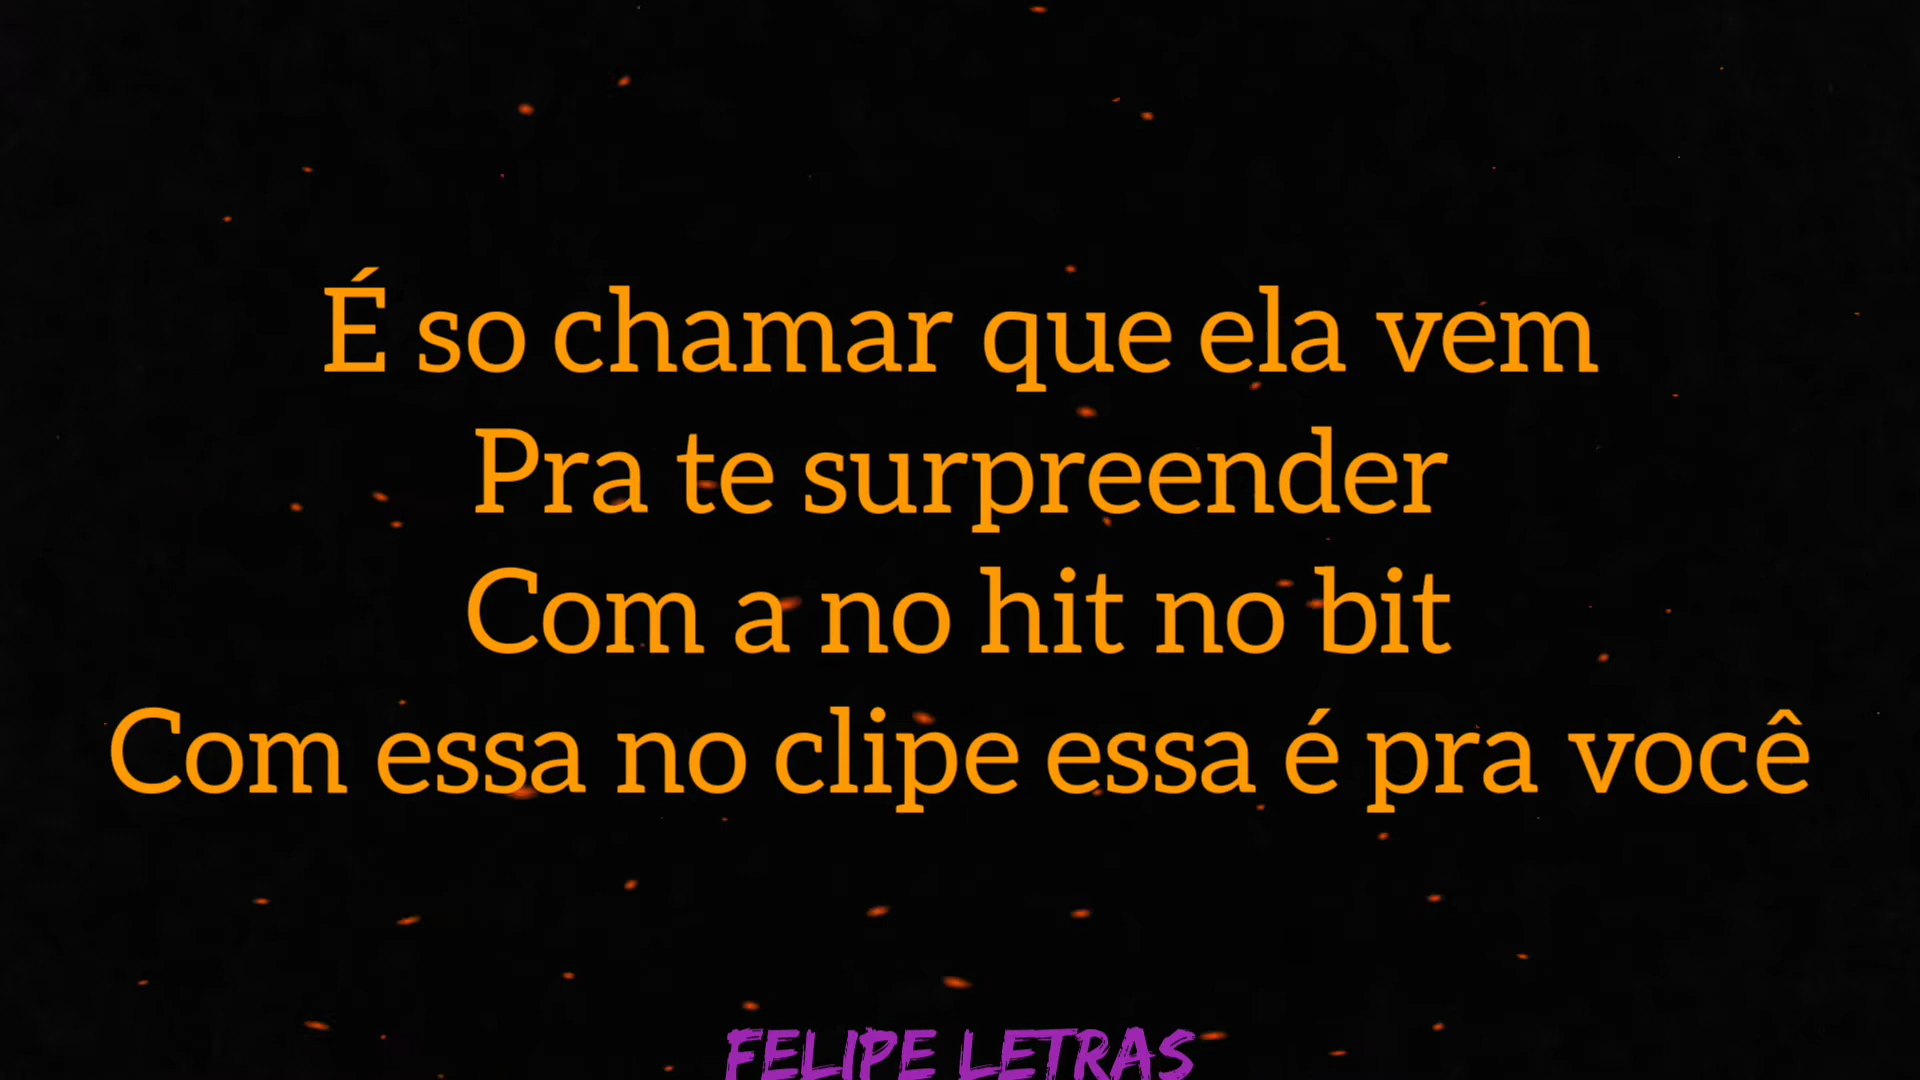 É so chamar que ela vem
Pra te surpreender
Com a no hit no bit
Com essa no clipe essa é pra você
FELIPE LETRAS